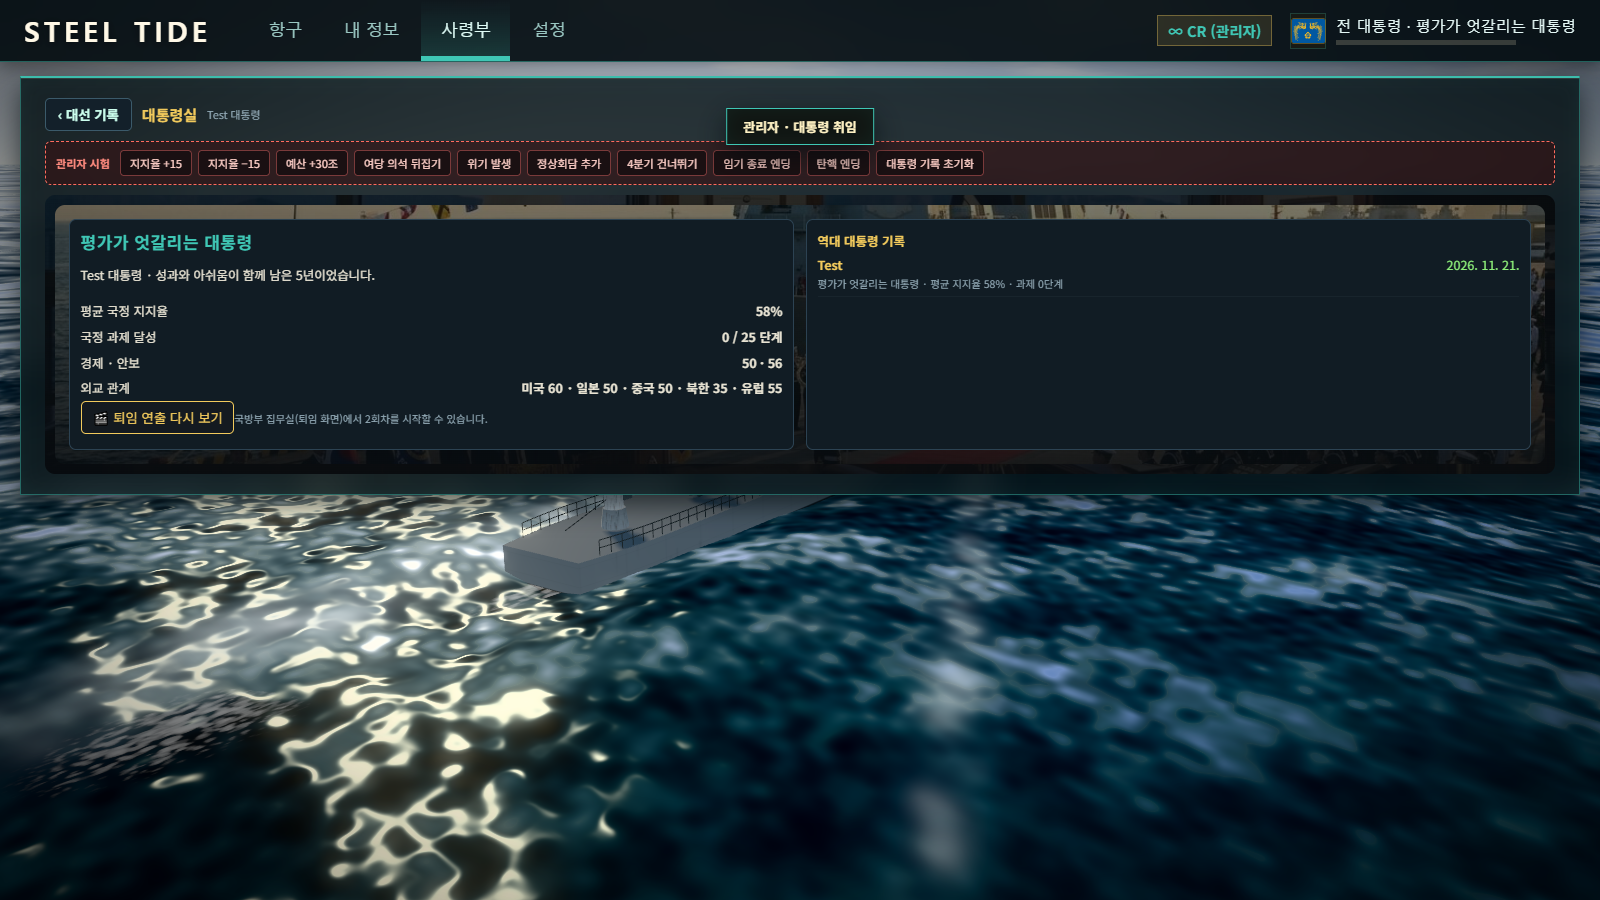 STEEL TIDE 항구 내 정보 사령부 설정 ∞ CR (관리자) 전 대통령 · 평가가 엇갈리는 대통령
‹ 대선 기록 대통령실 Test 대통령
관리자 · 대통령 취임
관리자 시험 지지율 +15 지지율 −15 예산 +30조 여당 의석 뒤집기 위기 발생 정상회담 추가 4분기 건너뛰기 임기 종료 엔딩 탄핵 엔딩 대통령 기록 초기화
평가가 엇갈리는 대통령
Test 대통령 · 성과와 아쉬움이 함께 남은 5년이었습니다.
평균 국정 지지율 58%
국정 과제 달성 0 / 25 단계
경제 · 안보 50 · 56
외교 관계 미국 60 · 일본 50 · 중국 50 · 북한 35 · 유럽 55
퇴임 연출 다시 보기 국방부 집무실(퇴임 화면)에서 2회차를 시작할 수 있습니다.
역대 대통령 기록
Test 2026. 11. 21.
평가가 엇갈리는 대통령 · 평균 지지율 58% · 과제 0단계